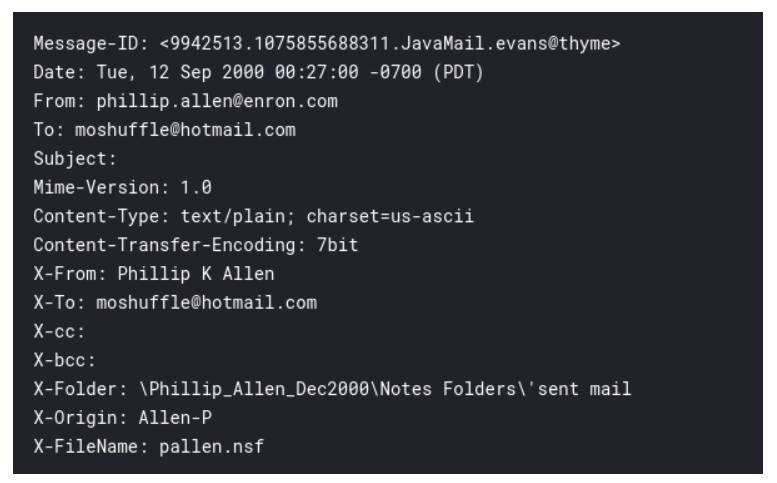 Message-ID: <9942513.1075855688311.JavaMail.evans@thyme>
Date: Tue, 12 Sep 2000 00:27:00 -0700 (PDT)
From: phillip.allen@enron.com
To: moshuffle@hotmail.com
Subject:
Mime-Version: 1.0
Content-Type: text/plain; charset=us-ascii
Content-Transfer-Encoding: 7bit
X-From: Phillip K Allen
X-To: moshuffle@hotmail.com
X-cc:
X-bcc:
X-Folder: \Phillip_Allen_Dec2000\Notes Folders\'sent mail
X-Origin: Allen-P
X-FileName: pallen.nsf